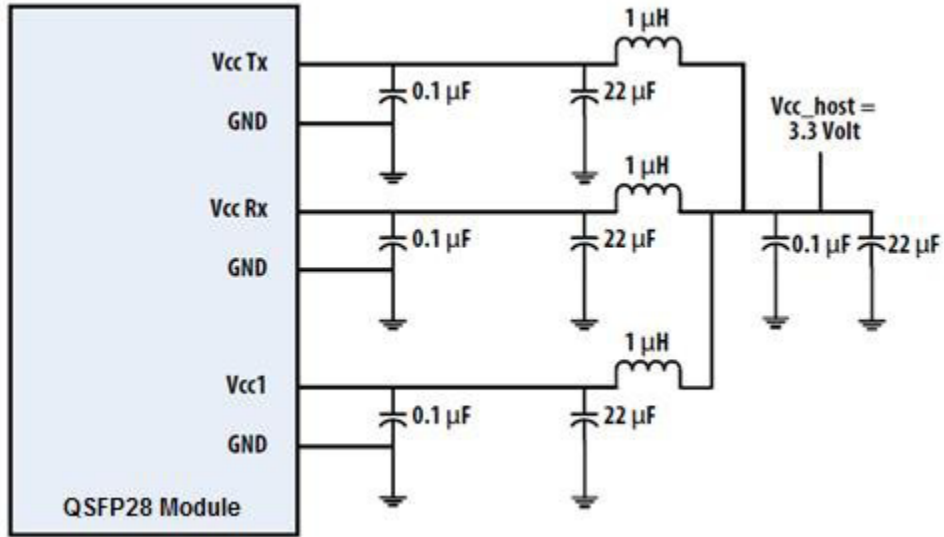 1 µH
Vcc Tx
0.1 µF
22 µF
Vcc_host =
3.3 Volt
GND
1 µH
Vcc Rx
0.1 µF
22 µF
0.1 µF
22 µF
GND
1 µH
Vcc1
0.1 µF
22 µF
GND
QSFP28 Module